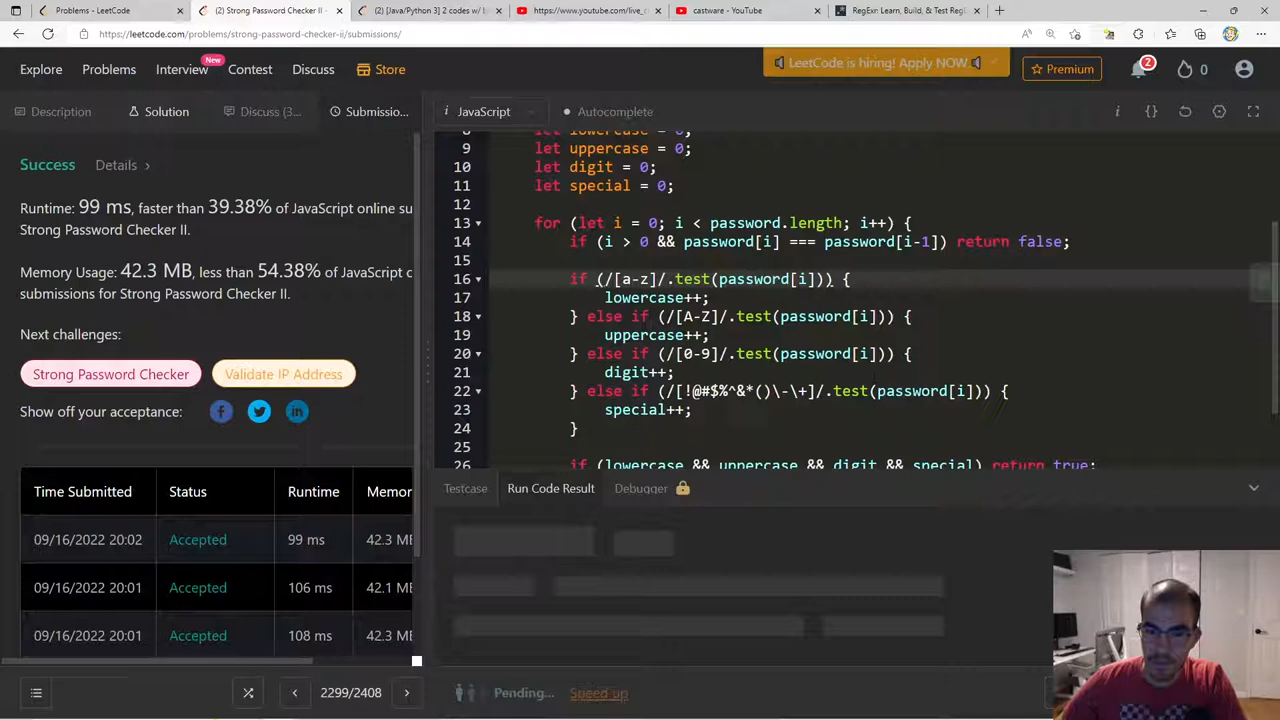 Problems - LeetCode
(2) Strong Password Checker II -
(2) [Java/Python 3] 2 codes w/ b
https://www.youtube.com/live_c
castware - YouTube
RegExr: Learn, Build, & Test Reg
https://leetcode.com/problems/strong-password-checker-ii/submissions/
Explore
Problems
Interview
New
Contest
Discuss
Store
LeetCode is hiring! Apply NOW.
Premium
2
0
Description
Solution
Discuss (3...
Submissio...
i JavaScript
Autocomplete
Success Details ›
Runtime: 99 ms, faster than 39.38% of JavaScript online su
Strong Password Checker II.
Memory Usage: 42.3 MB, less than 54.38% of JavaScript o
submissions for Strong Password Checker II.
Next challenges:
Strong Password Checker
Validate IP Address
Show off your acceptance:
Time Submitted Status Runtime Memor
09/16/2022 20:02 Accepted 99 ms 42.3 MB
09/16/2022 20:01 Accepted 106 ms 42.1 MB
09/16/2022 20:01 Accepted 108 ms 42.3 MB
8 let lowercase = 0;
9 let uppercase = 0;
10 let digit = 0;
11 let special = 0;
12
13 for (let i = 0; i < password.length; i++) {
14 if (i > 0 && password[i] === password[i-1]) return false;
15
16 if (/[a-z]/.test(password[i])) {
17 lowercase++;
18 } else if (/[A-Z]/.test(password[i])) {
19 uppercase++;
20 } else if (/[0-9]/.test(password[i])) {
21 digit++;
22 } else if (/[!@#$%^&*()\-\+]/.test(password[i])) {
23 special++;
24 }
25
26 if (lowercase && uppercase && digit && special) return true;
Testcase
Run Code Result
Debugger
2299/2408
Pending...
Speed up